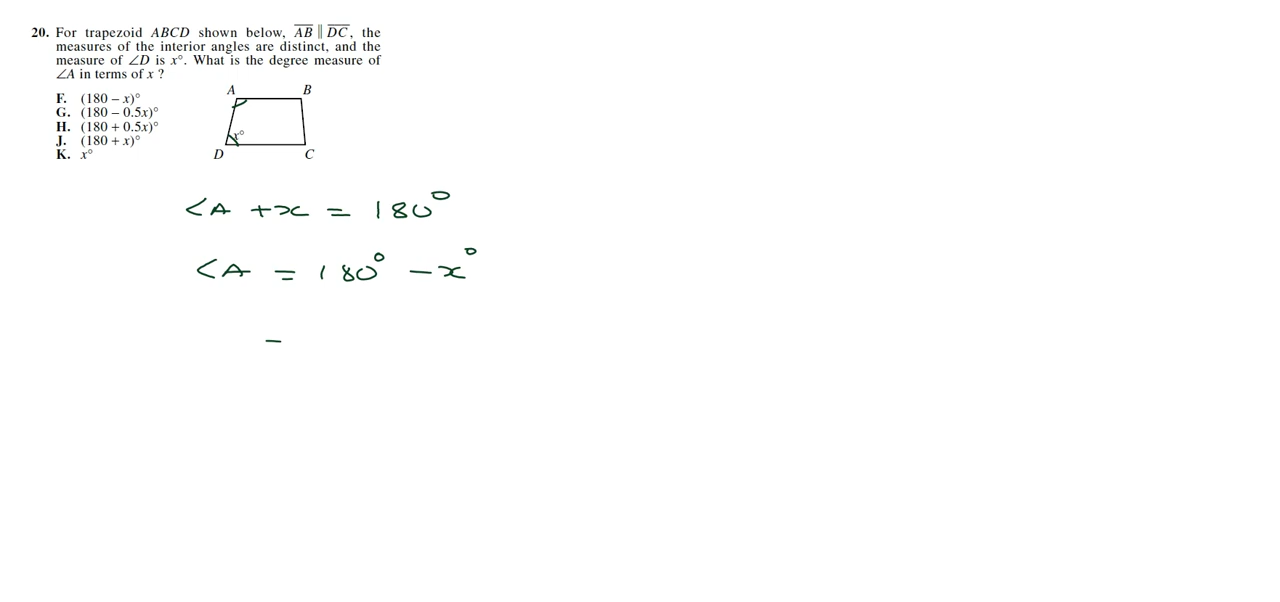 20. For trapezoid ABCD shown below, AB ∥ DC, the
measures of the interior angles are distinct, and the
measure of ∠D is x°. What is the degree measure of
∠A in terms of x ?
F. (180 − x)°
G. (180 − 0.5x)°
H. (180 + 0.5x)°
J. (180 + x)°
K. x°
A B
x°
D C
<A + x = 180°
<A = 180° − x°
=